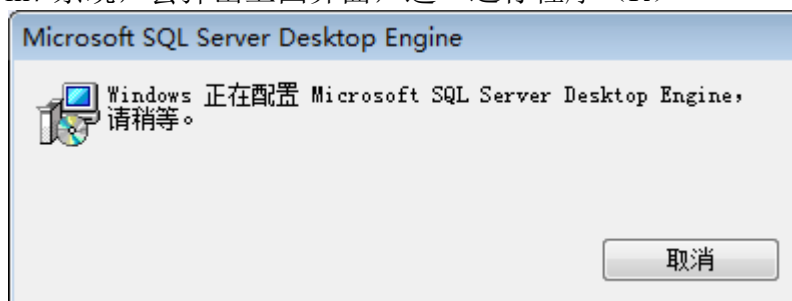 Microsoft SQL Server Desktop Engine
Windows 正在配置 Microsoft SQL Server Desktop Engine，
请稍等。
取消